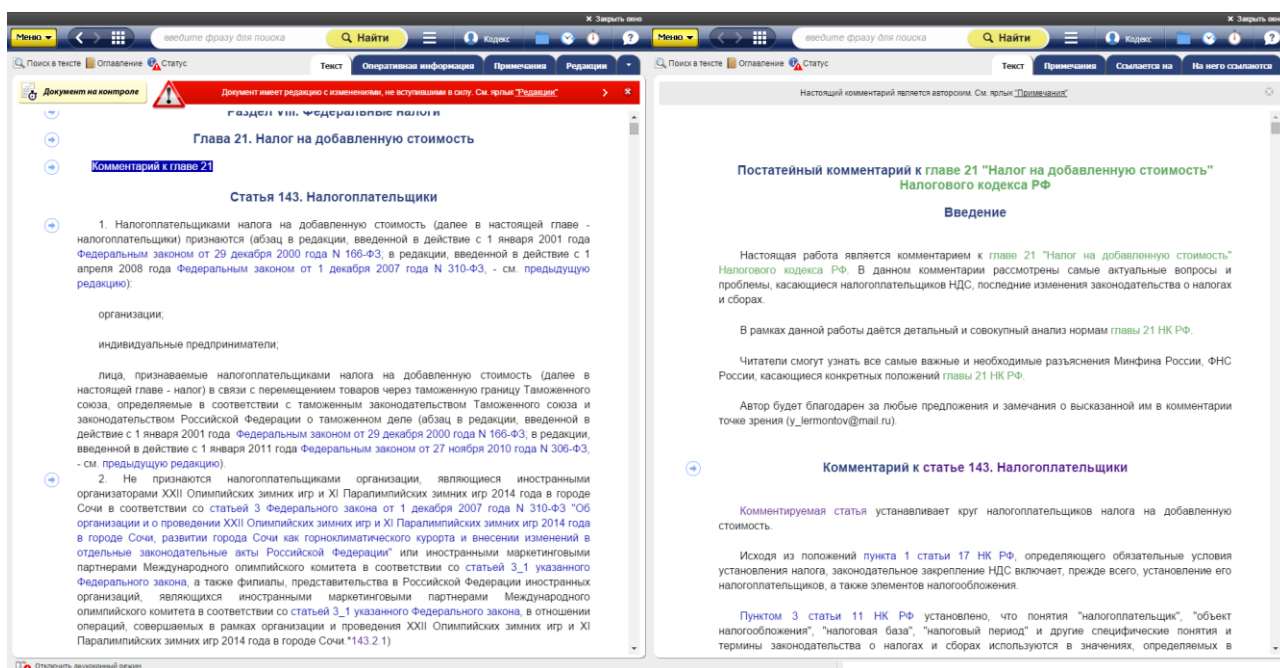 × Закрыть окно
Меню
введите фразу для поиска
Найти
Кодекс
?
Поиск в тексте Оглавление Статус
Текст Оперативная информация Примечания Редакции
Документ на контроле
Документ имеет редакцию с изменениями, не вступившими в силу. См. ярлык "Редакции"
Раздел VIII. Федеральные налоги
Глава 21. Налог на добавленную стоимость
Комментарий к главе 21
Статья 143. Налогоплательщики
1. Налогоплательщиками налога на добавленную стоимость (далее в настоящей главе -
налогоплательщики) признаются (абзац в редакции, введенной в действие с 1 января 2001 года
Федеральным законом от 29 декабря 2000 года N 166-ФЗ; в редакции, введенной в действие с 1
апреля 2008 года Федеральным законом от 1 декабря 2007 года N 310-ФЗ, - см. предыдущую
редакцию):
организации;
индивидуальные предприниматели;
лица, признаваемые налогоплательщиками налога на добавленную стоимость (далее в
настоящей главе - налог) в связи с перемещением товаров через таможенную границу Таможенного
союза, определяемые в соответствии с таможенным законодательством Таможенного союза и
законодательством Российской Федерации о таможенном деле (абзац в редакции, введенной в
действие с 1 января 2001 года Федеральным законом от 29 декабря 2000 года N 166-ФЗ; в редакции,
введенной в действие с 1 января 2011 года Федеральным законом от 27 ноября 2010 года N 306-ФЗ,
- см. предыдущую редакцию).
2. Не признаются налогоплательщиками организации, являющиеся иностранными
организаторами XXII Олимпийских зимних игр и XI Паралимпийских зимних игр 2014 года в городе
Сочи в соответствии со статьей 3 Федерального закона от 1 декабря 2007 года N 310-ФЗ "Об
организации и о проведении XXII Олимпийских зимних игр и XI Паралимпийских зимних игр 2014 года
в городе Сочи, развитии города Сочи как горноклиматического курорта и внесении изменений в
отдельные законодательные акты Российской Федерации" или иностранными маркетинговыми
партнерами Международного олимпийского комитета в соответствии со статьей 3_1 указанного
Федерального закона, а также филиалы, представительства в Российской Федерации иностранных
организаций, являющихся иностранными маркетинговыми партнерами Международного
олимпийского комитета в соответствии со статьей 3_1 указанного Федерального закона, в отношении
операций, совершаемых в рамках организации и проведения XXII Олимпийских зимних игр и XI
Паралимпийских зимних игр 2014 года в городе Сочи.*143.2.1)
Отключить двухоконный режим
× Закрыть окно
Меню
введите фразу для поиска
Найти
Кодекс
?
Поиск в тексте Оглавление Статус
Текст Примечания Ссылается на На него ссылаются
Настоящий комментарий является авторским. См. ярлык "Примечания"
Постатейный комментарий к главе 21 "Налог на добавленную стоимость"
Налогового кодекса РФ
Введение
Настоящая работа является комментарием к главе 21 "Налог на добавленную стоимость"
Налогового кодекса РФ. В данном комментарии рассмотрены самые актуальные вопросы и
проблемы, касающиеся налогоплательщиков НДС, последние изменения законодательства о налогах
и сборах.
В рамках данной работы даётся детальный и совокупный анализ нормам главы 21 НК РФ.
Читатели смогут узнать все самые важные и необходимые разъяснения Минфина России, ФНС
России, касающиеся конкретных положений главы 21 НК РФ.
Автор будет благодарен за любые предложения и замечания о высказанной им в комментарии
точке зрения (y_lermontov@mail.ru).
Комментарий к статье 143. Налогоплательщики
Комментируемая статья устанавливает круг налогоплательщиков налога на добавленную
стоимость.
Исходя из положений пункта 1 статьи 17 НК РФ, определяющего обязательные условия
установления налога, законодательное закрепление НДС включает, прежде всего, установление его
налогоплательщиков, а также элементов налогообложения.
Пунктом 3 статьи 11 НК РФ установлено, что понятия "налогоплательщик", "объект
налогообложения", "налоговая база", "налоговый период" и другие специфические понятия и
термины законодательства о налогах и сборах используются в значениях, определяемых в